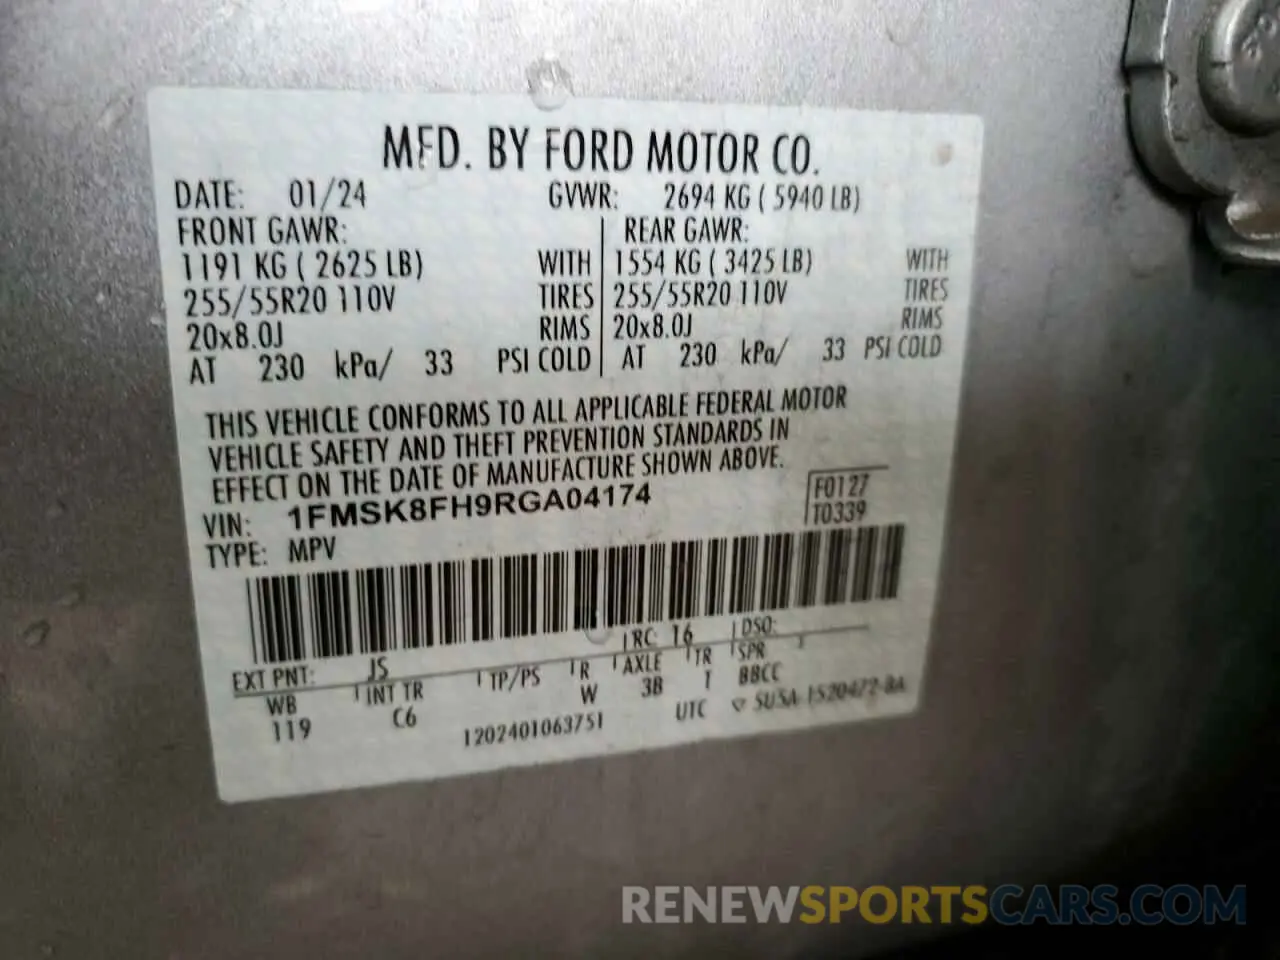 MFD. BY FORD MOTOR CO.
DATE: 01/24 GVWR: 2694 KG ( 5940 LB)
FRONT GAWR: REAR GAWR:
1191 KG ( 2625 LB) WITH 1554 KG ( 3425 LB) WITH
255/55R20 110V TIRES 255/55R20 110V TIRES
20x8.0J RIMS 20x8.0J RIMS
AT 230 kPa/ 33 PSI COLD AT 230 kPa/ 33 PSI COLD
THIS VEHICLE CONFORMS TO ALL APPLICABLE FEDERAL MOTOR
VEHICLE SAFETY AND THEFT PREVENTION STANDARDS IN
EFFECT ON THE DATE OF MANUFACTURE SHOWN ABOVE.
VIN: 1FMSK8FH9RGA04174 F0127
TYPE: MPV T0339
EXT PNT: JS RC: 16 DSO:
WB INT TR TP/PS R AXLE TR SPR
119 C6 W 3B 1 BBCC
1202401063751 UTC ▽ SU5A-1520472-BA
RENEWSPORTSCARS.COM